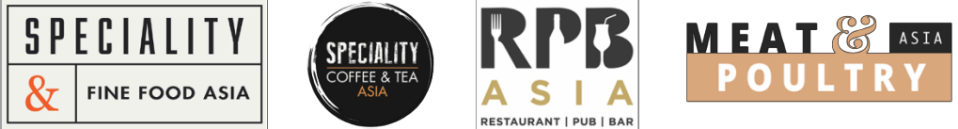 SPECIALITY
& FINE FOOD ASIA
SPECIALITY
COFFEE & TEA
ASIA
RPB
ASIA
RESTAURANT | PUB | BAR
MEAT & ASIA
POULTRY